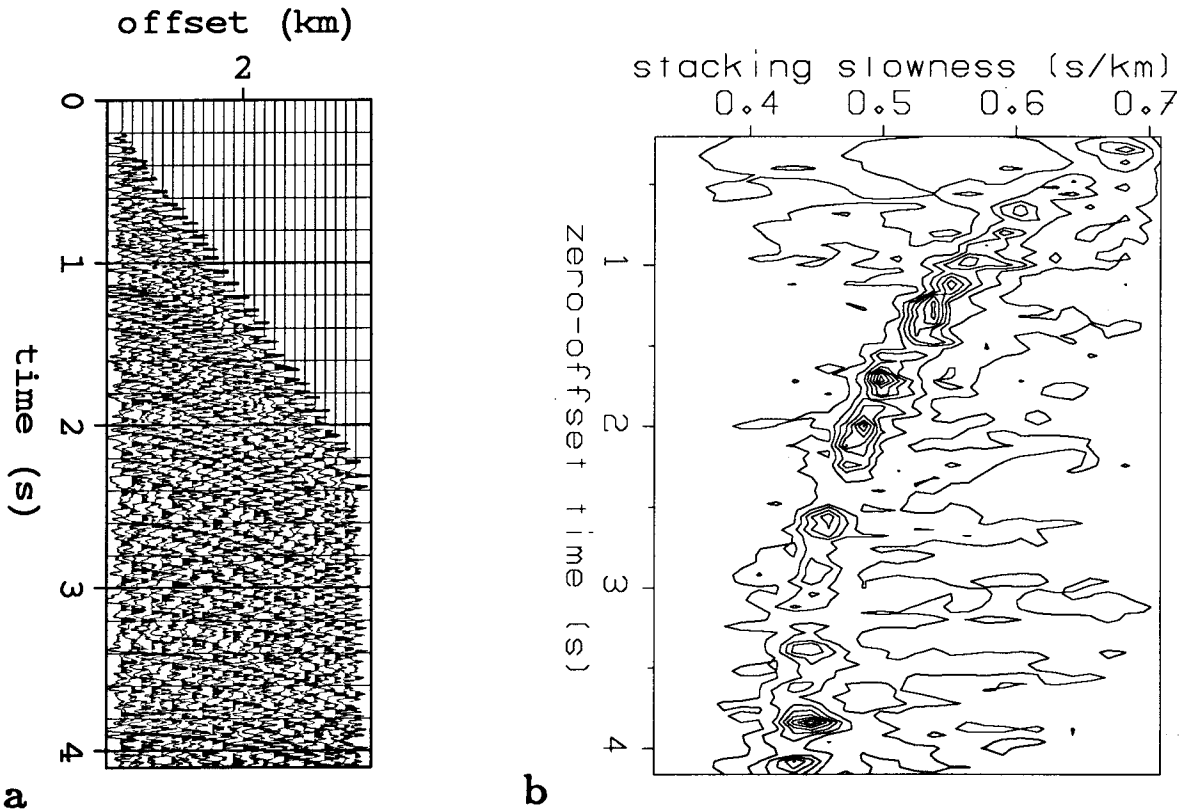 offset (km)
2
0
1
2
3
4
time (s)
a
stacking slowness (s/km)
0.4 0.5 0.6 0.7
1
2
3
4
zero-offset time (s)
b